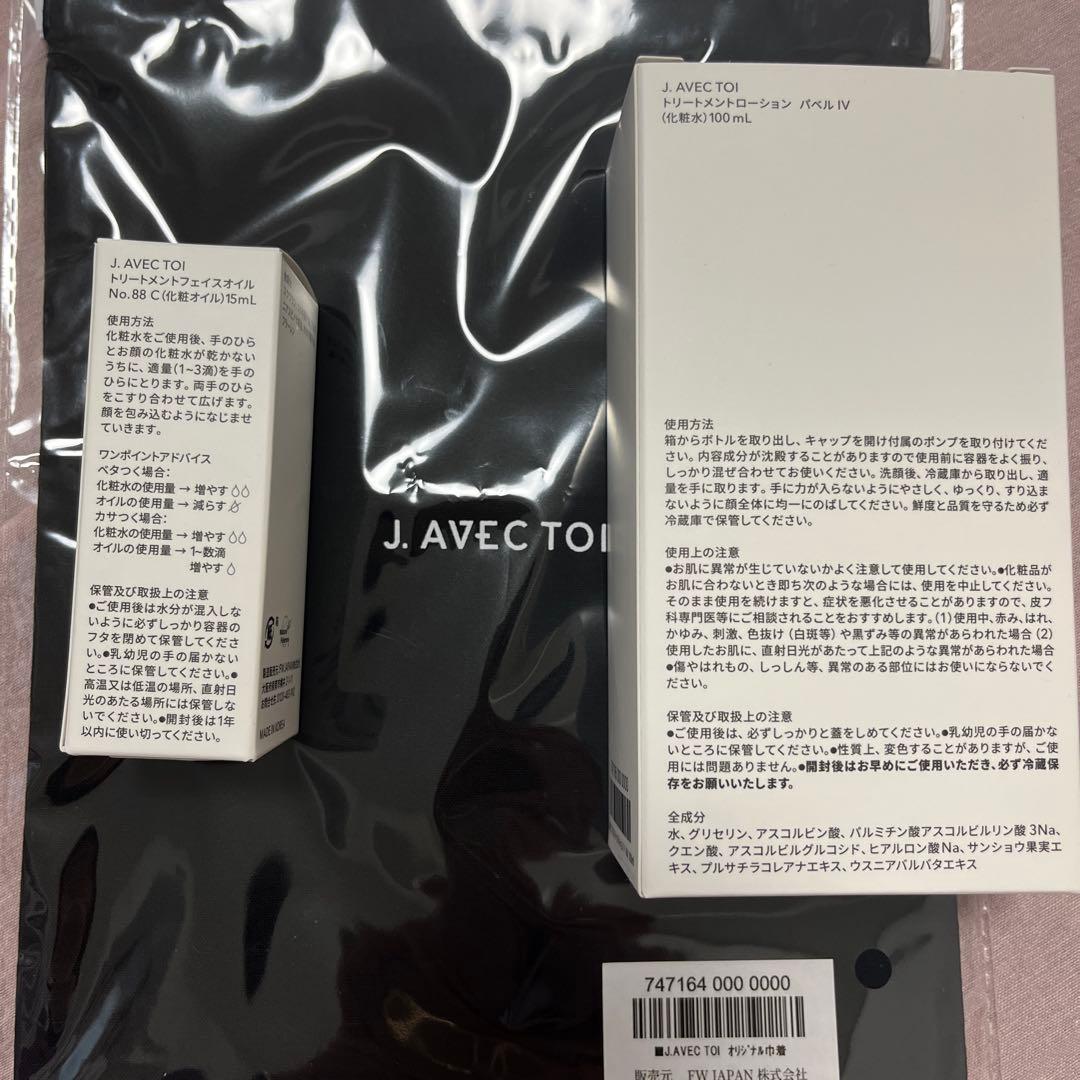 J. AVEC TOI
トリートメントフェイスオイル
No.88 C（化粧オイル）15mL
使用方法
化粧水をご使用後、手のひら
とお顔の化粧水が乾かない
うちに、適量（1~3滴）を手の
ひらにとります。両手のひら
をこすり合わせて広げます。
顔を包み込むようになじませ
ていきます。
ワンポイントアドバイス
ベタつく場合：
化粧水の使用量 → 増やす
オイルの使用量 → 減らす
カサつく場合：
化粧水の使用量 → 増やす
オイルの使用量 → 1~数滴
増やす
保管及び取扱上の注意
●ご使用後は水分が混入しな
いように必ずしっかり容器の
フタを閉めて保管してくださ
い。●乳幼児の手の届かない
ところに保管してください。●
高温又は低温の場所、直射日
光のあたる場所には保管しな
いでください。●開封後は1年
以内に使い切ってください。
MADE IN KOREA
J. AVEC TOI
J. AVEC TOI
トリートメントローション パベル IV
（化粧水）100 mL
使用方法
箱からボトルを取り出し、キャップを開け付属のポンプを取り付けてくだ
さい。内容成分が沈殿することがありますので使用前に容器をよく振り、
しっかり混ぜ合わせてお使いください。洗顔後、冷蔵庫から取り出し、適
量を手に取ります。手に力が入らないようにやさしく、ゆっくり、すり込ま
ないように顔全体に均一にのばしてください。鮮度と品質を守るため必ず
冷蔵庫で保管してください。
使用上の注意
●お肌に異常が生じていないかよく注意して使用してください。●化粧品が
お肌に合わないとき即ち次のような場合には、使用を中止してください。
そのまま使用を続けますと、症状を悪化させることがありますので、皮フ
科専門医等にご相談されることをおすすめします。（1）使用中、赤み、はれ、
かゆみ、刺激、色抜け（白斑等）や黒ずみ等の異常があらわれた場合（2）
使用したお肌に、直射日光があたって上記のような異常があらわれた場合
●傷やはれもの、しっしん等、異常のある部位にはお使いにならないでく
ださい。
保管及び取扱上の注意
●ご使用後は、必ずしっかりと蓋をしめてください。●乳幼児の手の届かな
いところに保管してください。●性質上、変色することがありますが、ご使
用には問題ありません。●開封後はお早めにご使用いただき、必ず冷蔵保
存をお願いいたします。
全成分
水、グリセリン、アスコルビン酸、パルミチン酸アスコルビルリン酸 3Na、
クエン酸、アスコルビルグルコシド、ヒアルロン酸Na、サンショウ果実エ
キス、プルサチラコレアナエキス、ウスニアバルバタエキス
747164 000 0000
■J.AVEC TOI オリジナル巾着
販売元 FW JAPAN 株式会社